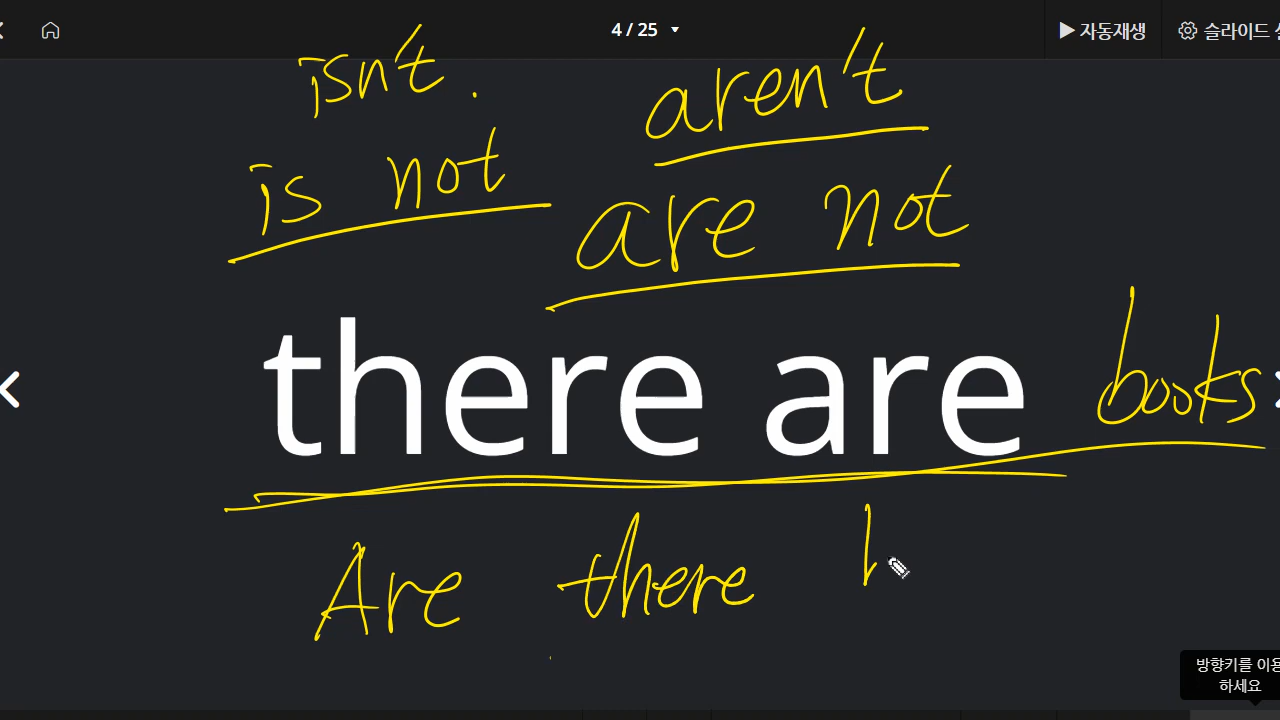 4 / 25
자동재생
슬라이드
isn't.
aren't
is not
are not
there are books
Are there b
방향키를 이용
하세요